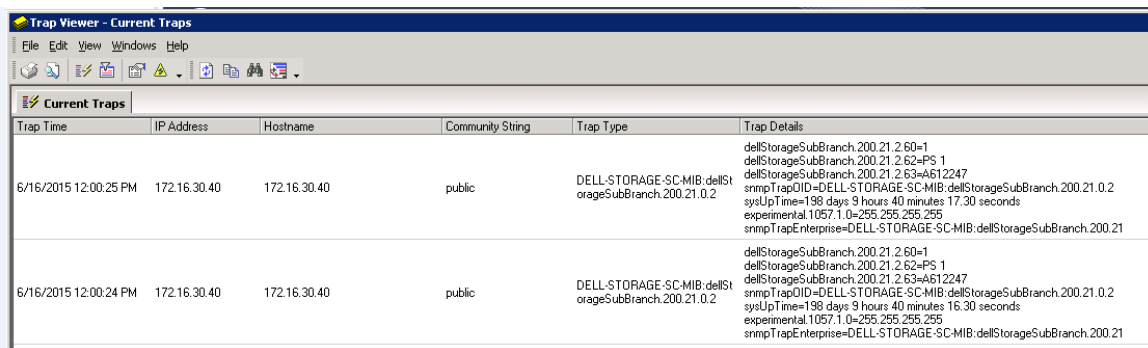 Trap Viewer - Current Traps
File Edit View Windows Help
Current Traps
Trap Time IP Address Hostname Community String Trap Type Trap Details
6/16/2015 12:00:25 PM 172.16.30.40 172.16.30.40 public
DELL-STORAGE-SC-MIB:dellSt
orageSubBranch.200.21.0.2
dellStorageSubBranch.200.21.2.60=1
dellStorageSubBranch.200.21.2.62=PS 1
dellStorageSubBranch.200.21.2.63=A612247
snmpTrapOID=DELL-STORAGE-SC-MIB:dellStorageSubBranch.200.21.0.2
sysUpTime=198 days 9 hours 40 minutes 17.30 seconds
experimental.1057.1.0=255.255.255.255
snmpTrapEnterprise=DELL-STORAGE-SC-MIB:dellStorageSubBranch.200.21
6/16/2015 12:00:24 PM 172.16.30.40 172.16.30.40 public
DELL-STORAGE-SC-MIB:dellSt
orageSubBranch.200.21.0.2
dellStorageSubBranch.200.21.2.60=1
dellStorageSubBranch.200.21.2.62=PS 1
dellStorageSubBranch.200.21.2.63=A612247
snmpTrapOID=DELL-STORAGE-SC-MIB:dellStorageSubBranch.200.21.0.2
sysUpTime=198 days 9 hours 40 minutes 16.30 seconds
experimental.1057.1.0=255.255.255.255
snmpTrapEnterprise=DELL-STORAGE-SC-MIB:dellStorageSubBranch.200.21